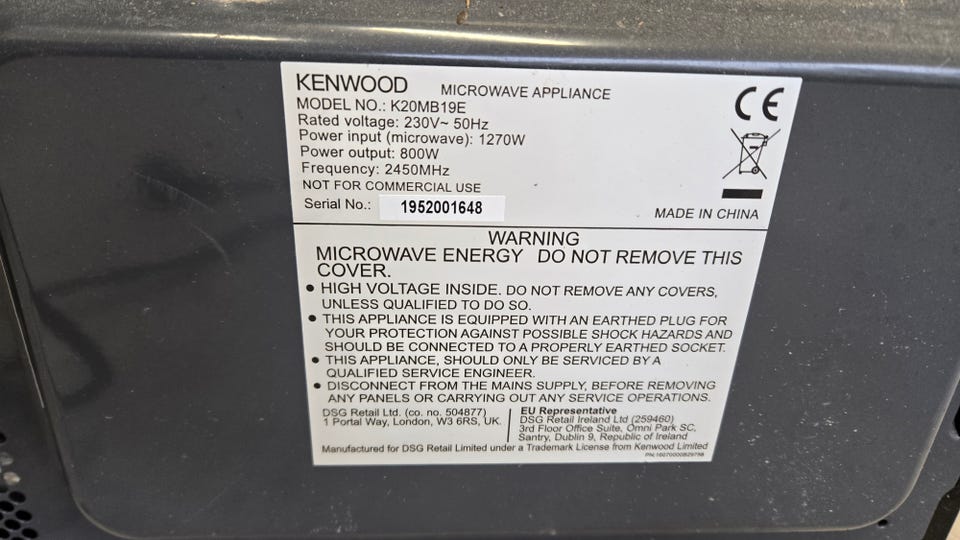 KENWOOD MICROWAVE APPLIANCE
MODEL NO.: K20MB19E
Rated voltage: 230V~ 50Hz
Power input (microwave): 1270W
Power output: 800W
Frequency: 2450MHz
NOT FOR COMMERCIAL USE
Serial No.: 1952001648
CE
MADE IN CHINA
WARNING
MICROWAVE ENERGY DO NOT REMOVE THIS
COVER.
• HIGH VOLTAGE INSIDE. DO NOT REMOVE ANY COVERS,
UNLESS QUALIFIED TO DO SO.
• THIS APPLIANCE IS EQUIPPED WITH AN EARTHED PLUG FOR
YOUR PROTECTION AGAINST POSSIBLE SHOCK HAZARDS AND
SHOULD BE CONNECTED TO A PROPERLY EARTHED SOCKET.
• THIS APPLIANCE, SHOULD ONLY BE SERVICED BY A
QUALIFIED SERVICE ENGINEER.
• DISCONNECT FROM THE MAINS SUPPLY, BEFORE REMOVING
ANY PANELS OR CARRYING OUT ANY SERVICE OPERATIONS.
DSG Retail Ltd. (co. no. 504877)
1 Portal Way, London, W3 6RS, UK.
EU Representative
DSG Retail Ireland Ltd (259460)
3rd Floor Office Suite, Omni Park SC,
Santry, Dublin 9, Republic of Ireland
Manufactured for DSG Retail Limited under a Trademark License from Kenwood Limited